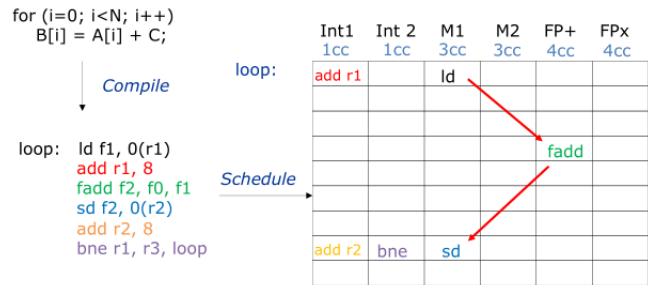 for (i=0; i<N; i++)
B[i] = A[i] + C;
Compile
loop: ld f1, 0(r1)
add r1, 8
fadd f2, f0, f1
sd f2, 0(r2)
add r2, 8
bne r1, r3, loop
Schedule
Int1 Int 2 M1 M2 FP+ FPx
1cc 1cc 3cc 3cc 4cc 4cc
loop: add r1 ld
fadd
add r2 bne sd